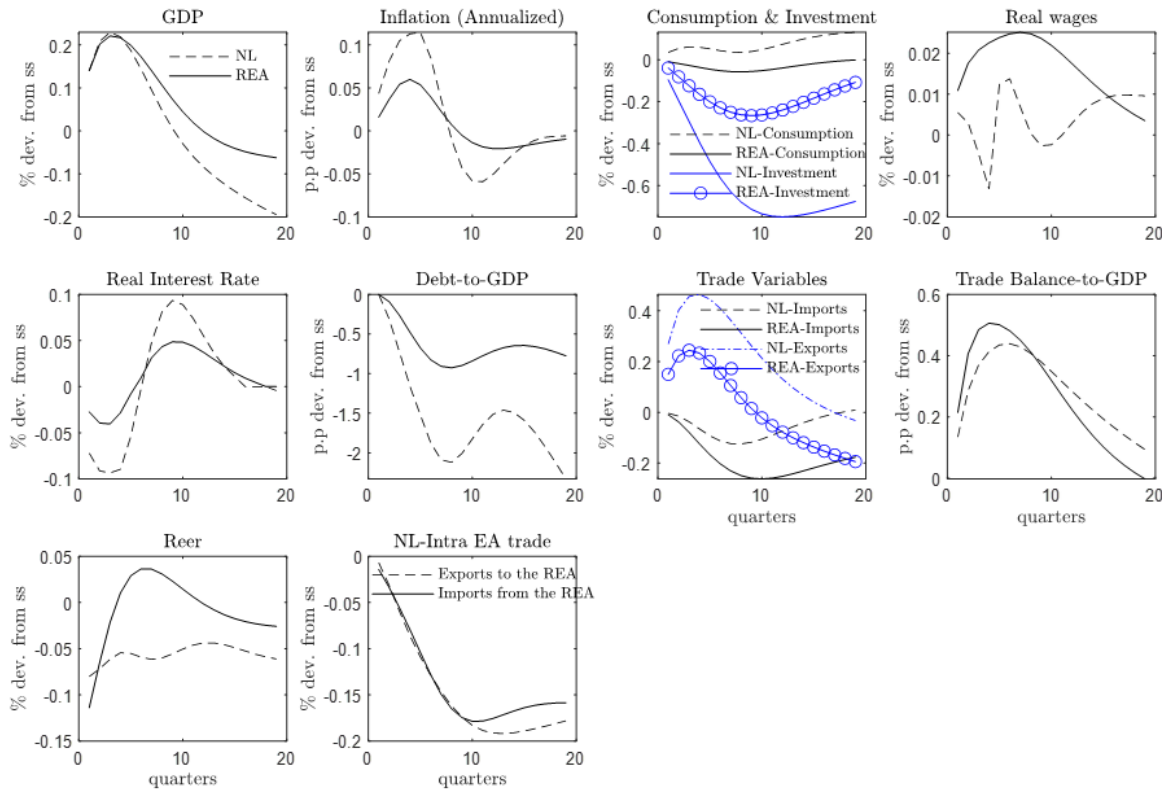 GDP
% dev. from ss
0.2
0.1
0
-0.1
-0.2
0
10
20
NL
REA
Inflation (Annualized)
p.p dev. from ss
0.1
0.05
0
-0.05
-0.1
0
10
20
Consumption & Investment
% dev. from ss
0
-0.2
-0.4
-0.6
0
10
20
NL-Consumption
REA-Consumption
NL-Investment
REA-Investment
Real wages
% dev. from ss
0.02
0.01
0
-0.01
-0.02
0
10
20
Real Interest Rate
% dev. from ss
0.1
0.05
0
-0.05
-0.1
0
10
20
Debt-to-GDP
p.p dev. from ss
0
-0.5
-1
-1.5
-2
0
10
20
Trade Variables
% dev. from ss
0.4
0.2
0
-0.2
0
10
20
quarters
NL-Imports
REA-Imports
NL-Exports
REA-Exports
Trade Balance-to-GDP
p.p dev. from ss
0.6
0.4
0.2
0
0
10
20
quarters
Reer
% dev. from ss
0.05
0
-0.05
-0.1
-0.15
0
10
20
quarters
NL-Intra EA trade
% dev. from ss
0
-0.05
-0.1
-0.15
-0.2
0
10
20
quarters
Exports to the REA
Imports from the REA